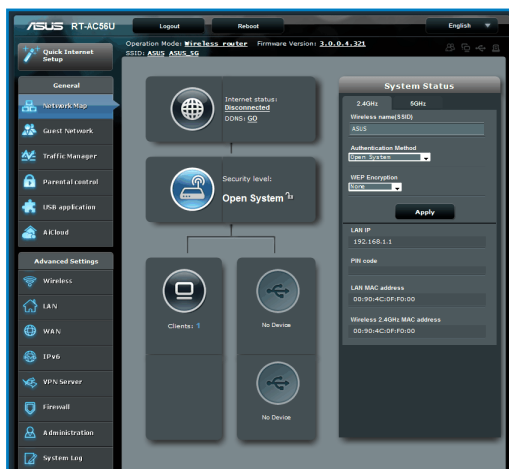 ASUS RT-AC56U
Logout
Reboot
English
Quick Internet
Setup
Operation Mode: Wireless router Firmware Version: 3.0.0.4.321
SSID: ASUS ASUS_5G
General
Network Map
Guest Network
Traffic Manager
Parental control
USB application
AiCloud
Advanced Settings
Wireless
LAN
WAN
IPv6
VPN Server
Firewall
Administration
System Log
Internet status:
Disconnected
DDNS: GO
Security level:
Open System
Clients: 1
No Device
No Device
System Status
2.4GHz
5GHz
Wireless name(SSID)
ASUS
Authentication Method
Open System
WEP Encryption
None
Apply
LAN IP
192.168.1.1
PIN code
LAN MAC address
00:90:4C:0F:F0:00
Wireless 2.4GHz MAC address
00:90:4C:0F:F0:00